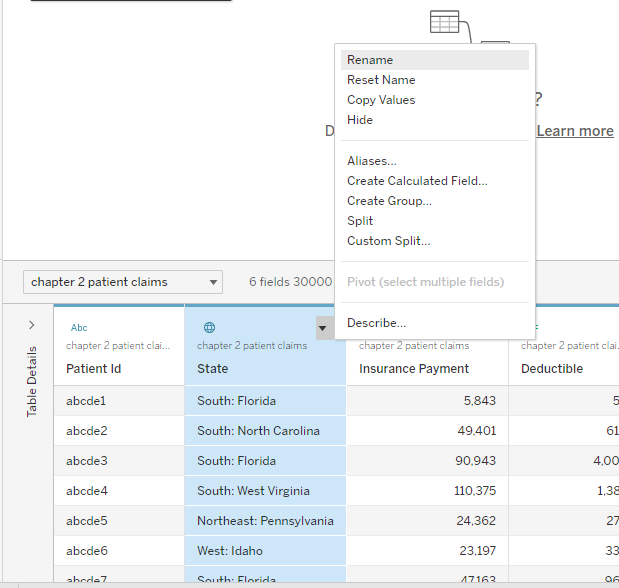 Rename
Reset Name
Copy Values
Hide
?
D
Learn more
Aliases...
Create Calculated Field...
Create Group...
Split
Custom Split...
Pivot (select multiple fields)
Describe...
chapter 2 patient claims
6 fields 30000
Table Details
Abc
chapter 2 patient clai... chapter 2 patient claims chapter 2 patient claims chapter 2 patient clai.
Patient Id State Insurance Payment Deductible
abcde1 South: Florida 5,843 5
abcde2 South: North Carolina 49,401 61
abcde3 South: Florida 90,943 4,00
abcde4 South: West Virginia 110,375 1,38
abcde5 Northeast: Pennsylvania 24,362 27
abcde6 West: Idaho 23,197 33
abcde7 South: Florida 47,163 96